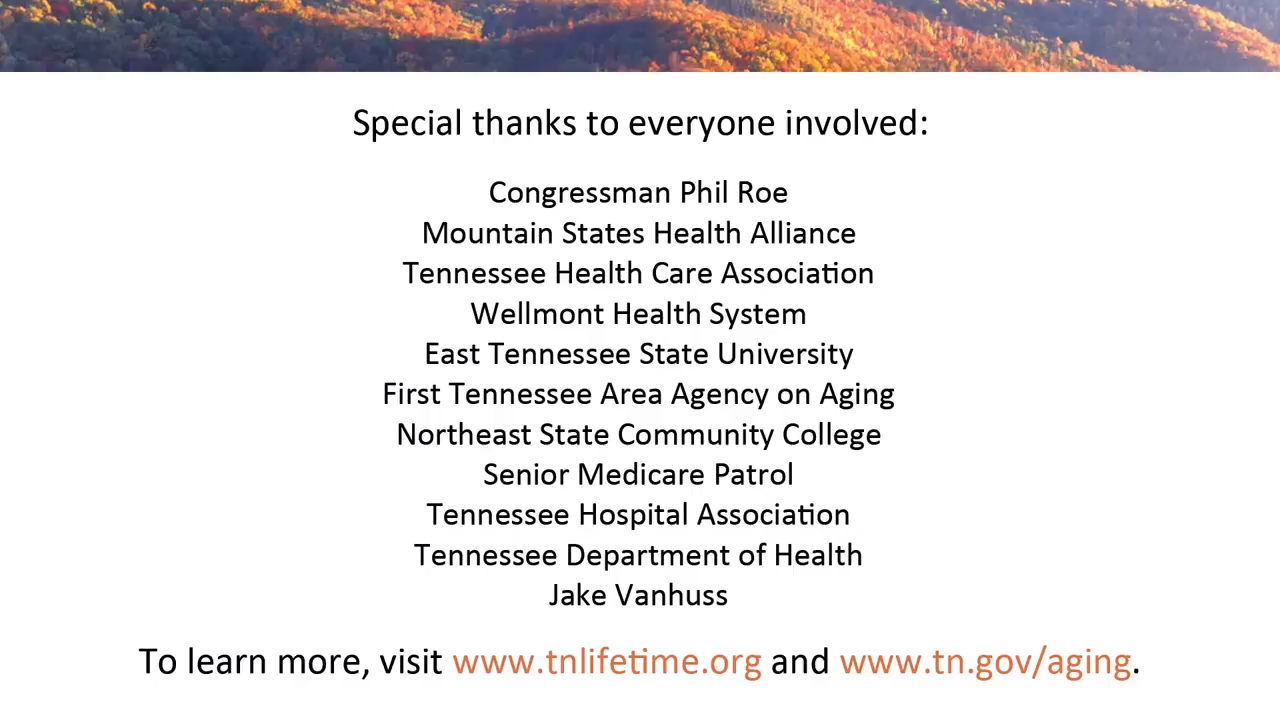 Special thanks to everyone involved:
Congressman Phil Roe
Mountain States Health Alliance
Tennessee Health Care Association
Wellmont Health System
East Tennessee State University
First Tennessee Area Agency on Aging
Northeast State Community College
Senior Medicare Patrol
Tennessee Hospital Association
Tennessee Department of Health
Jake Vanhuss
To learn more, visit www.tnlifetime.org and www.tn.gov/aging.